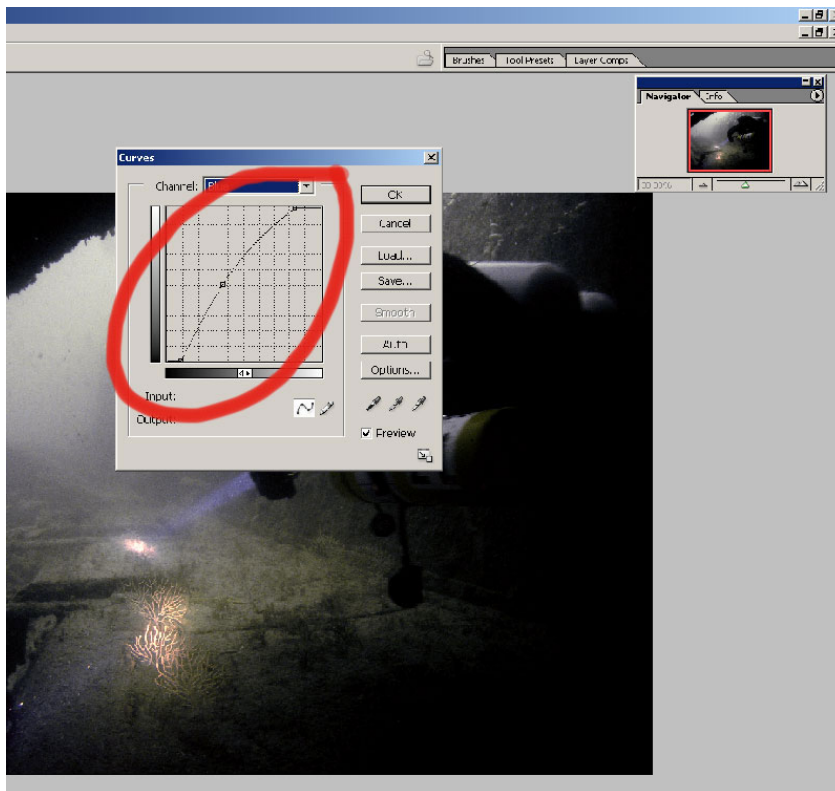 Brushes Tool Presets Layer Comps
Navigator Info
Curves
Channel:
OK
Cancel
Load...
Save...
Smooth
Auto
Options...
Input:
Output:
Preview